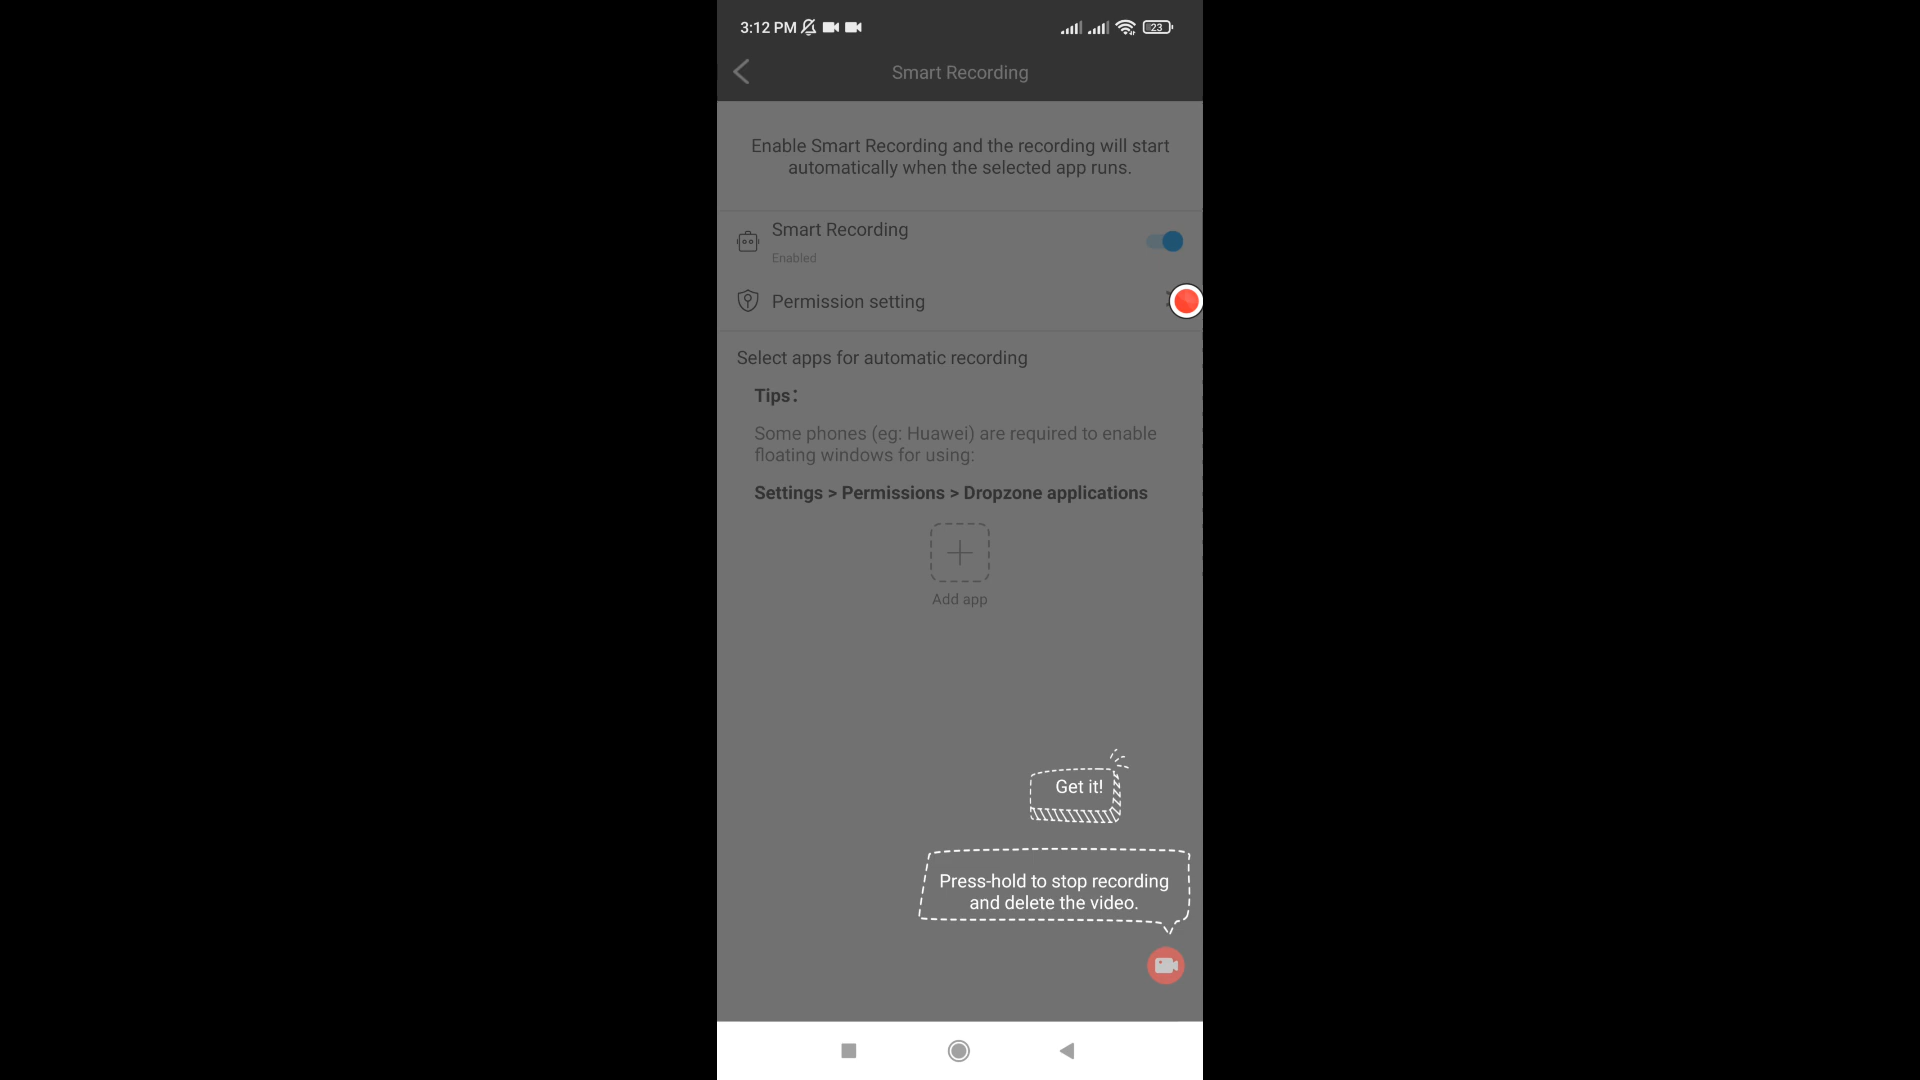 3:12 PM
23
Smart Recording
Enable Smart Recording and the recording will start
automatically when the selected app runs.
Smart Recording
Enabled
Permission setting
Select apps for automatic recording
Tips:
Some phones (eg: Huawei) are required to enable
floating windows for using:
Settings > Permissions > Dropzone applications
Add app
Get it!
Press-hold to stop recording
and delete the video.